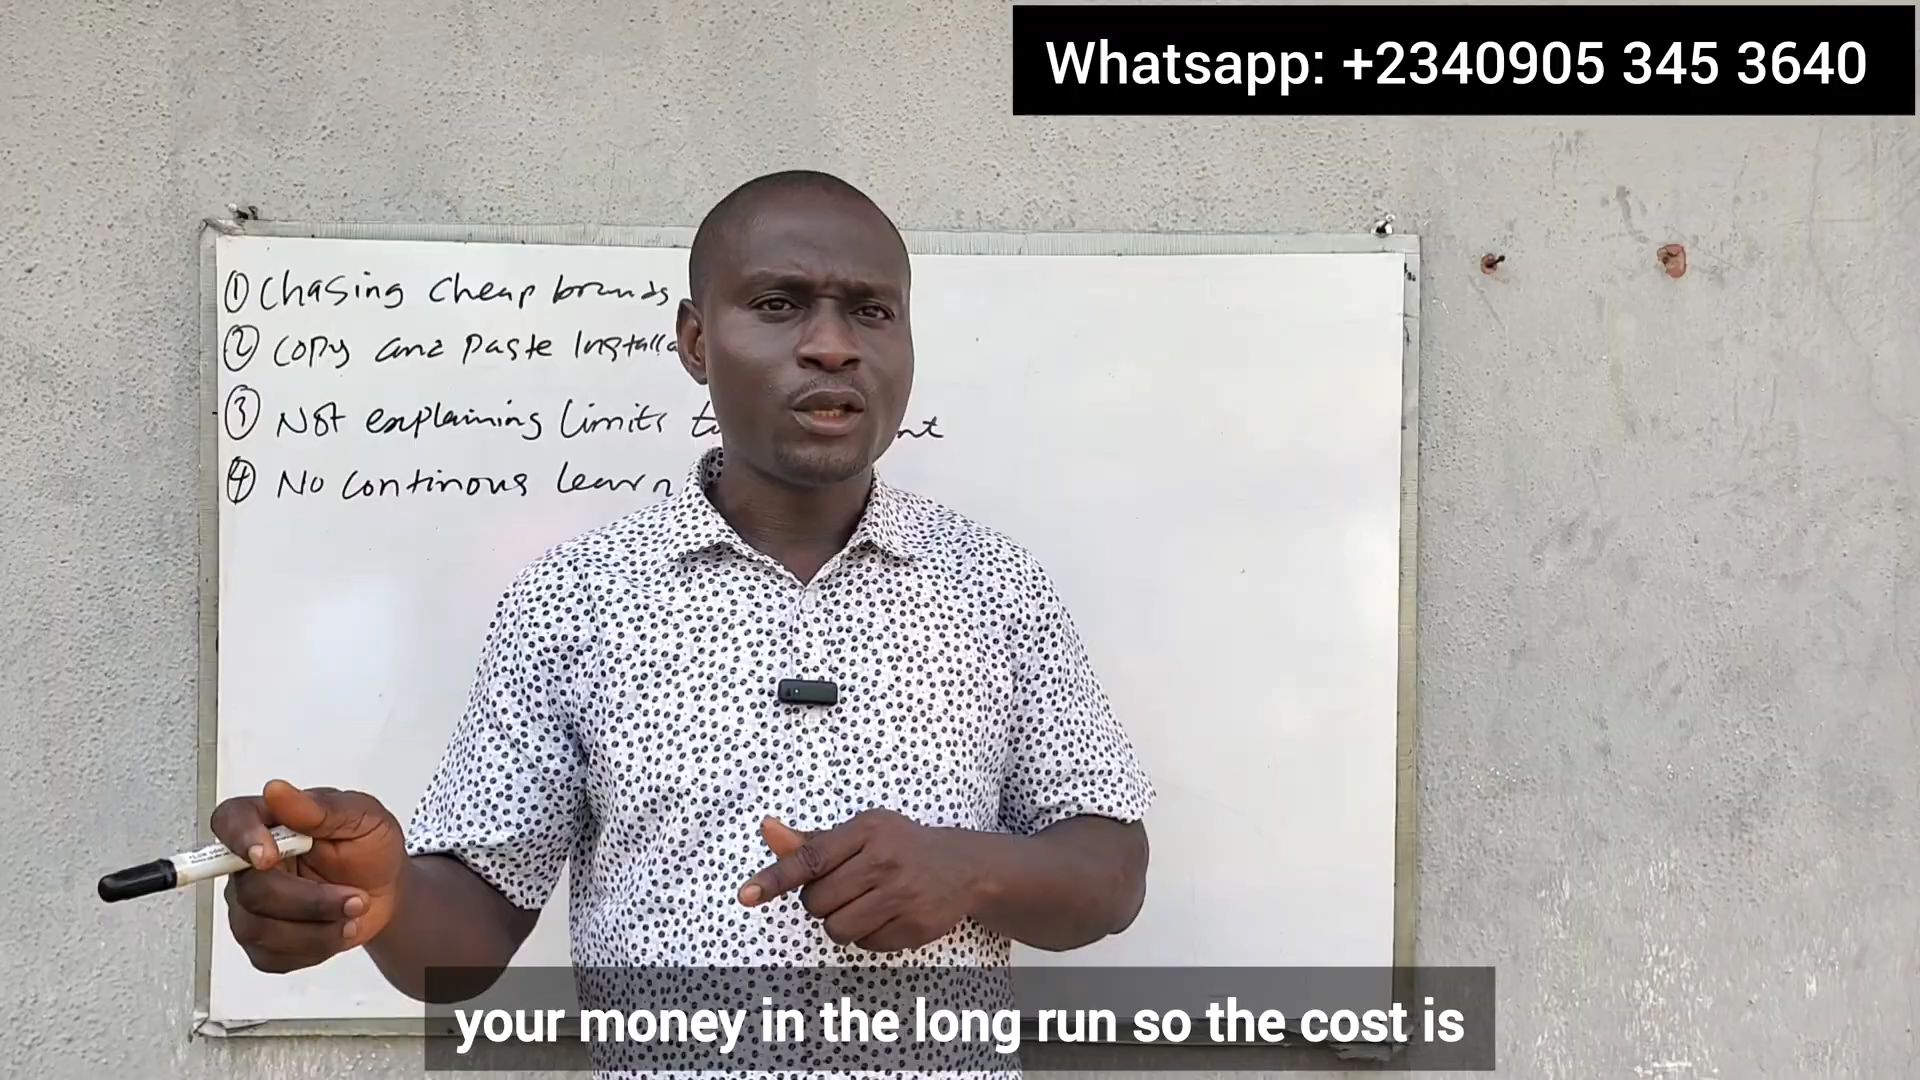 Whatsapp: +2340905 345 3640
① Chasing Cheap brands
② Copy and Paste
③ Not explaining Limits
④ No Continous
your money in the long run so the cost is